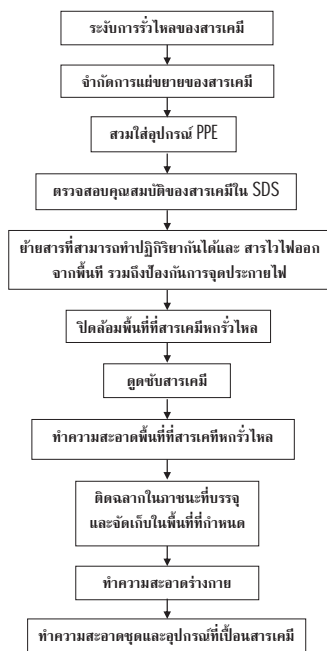 ระงับการรั่วไหลของสารเคมี
จำกัดการแผ่ขยายของสารเคมี
สวมใส่อุปกรณ์ PPE
ตรวจสอบคุณสมบัติของสารเคมีใน SDS
ย้ายสารที่สามารถทำปฏิกิริยากันได้และ สารไวไฟออก
จากพื้นที่ รวมถึงป้องกันการจุดประกายไฟ
ปิดล้อมพื้นที่ที่สารเคมีหกรั่วไหล
ดูดซับสารเคมี
ทำความสะอาดพื้นที่ที่สารเคทีหกรั่วไหล
ติดฉลากในภาชนะที่บรรจุ
และจัดเก็บในพื้นที่ที่กำหนด
ทำความสะอาดร่างกาย
ทำความสะอาดชุดและอุปกรณ์ที่เปื้อนสารเคมี